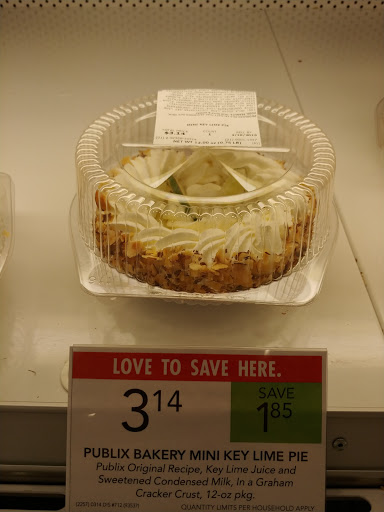 LOVE TO SAVE HERE.
3 14
SAVE
1 85
PUBLIX BAKERY MINI KEY LIME PIE
Publix Original Recipe, Key Lime Juice and
Sweetened Condensed Milk, In a Graham
Cracker Crust, 12-oz pkg.
QUANTITY LIMITS PER HOUSEHOLD APPLY